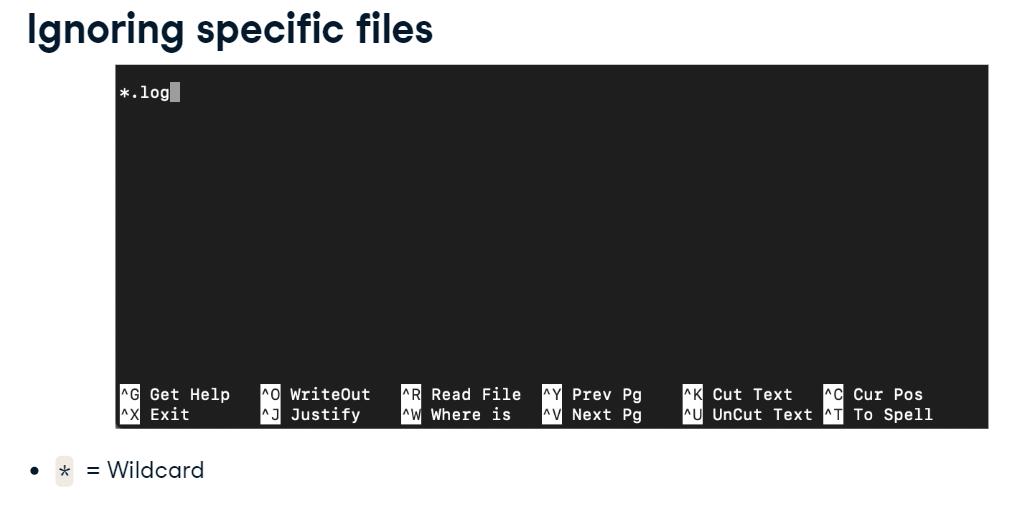 Ignoring specific files
*.log
^G Get Help ^O WriteOut ^R Read File ^Y Prev Pg ^K Cut Text ^C Cur Pos
^X Exit ^J Justify ^W Where is ^V Next Pg ^U UnCut Text ^T To Spell
• * = Wildcard